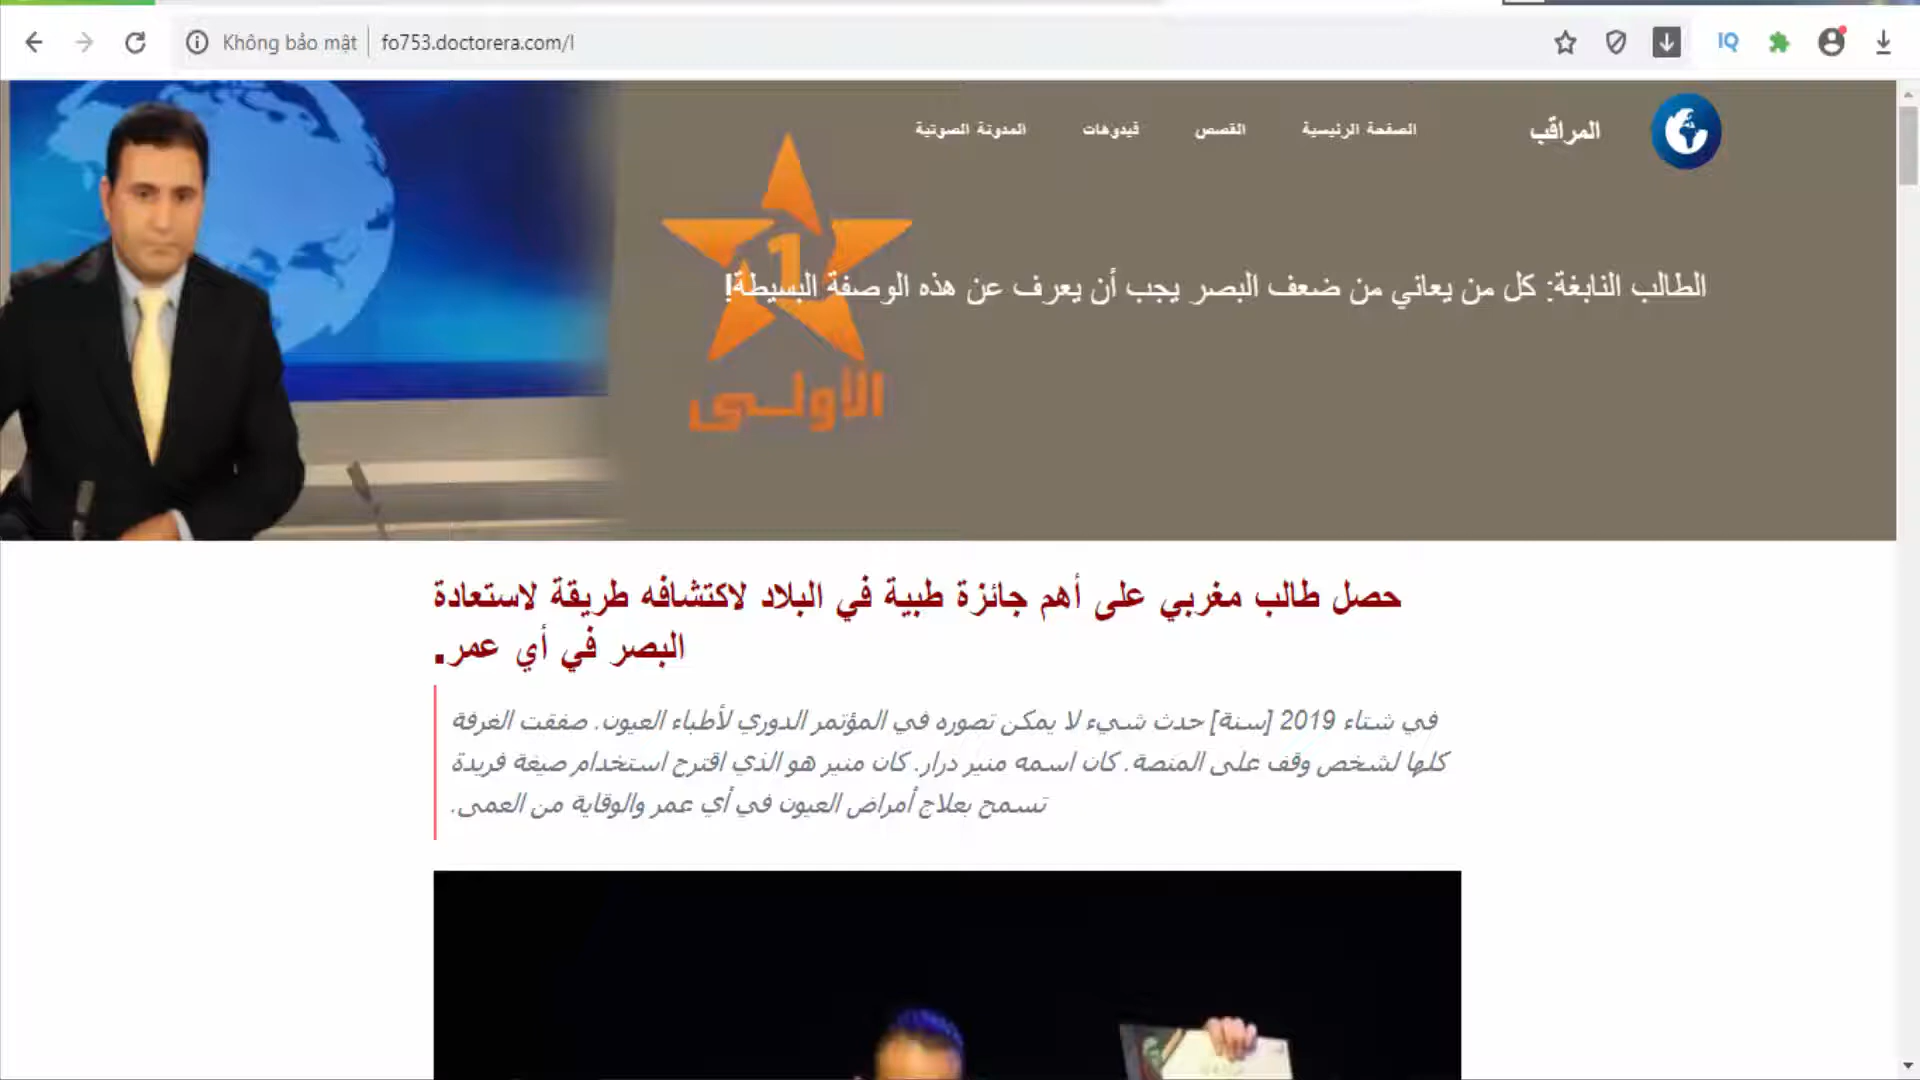 Không bảo mật
fo753.doctorera.com/l
IQ
المراقب
الصفحة الرئيسية
القصص
فيدوهات
المدونة الصوتية
1
الطالب النابغة: كل من يعاني من ضعف البصر يجب أن يعرف عن هذه الوصفة البسيطة!
الأولى
حصل طالب مغربي على أهم جائزة طبية في البلاد لاكتشافه طريقة لاستعادة
البصر في أي عمر.
في شتاء 2019 [سنة] حدث شيء لا يمكن تصوره في المؤتمر الدوري لأطباء العيون. صفقت الغرفة
كلها لشخص وقف على المنصة. كان اسمه منير درار. كان منير هو الذي اقترح استخدام صيغة فريدة
تسمح بعلاج أمراض العيون في أي عمر والوقاية من العمى.